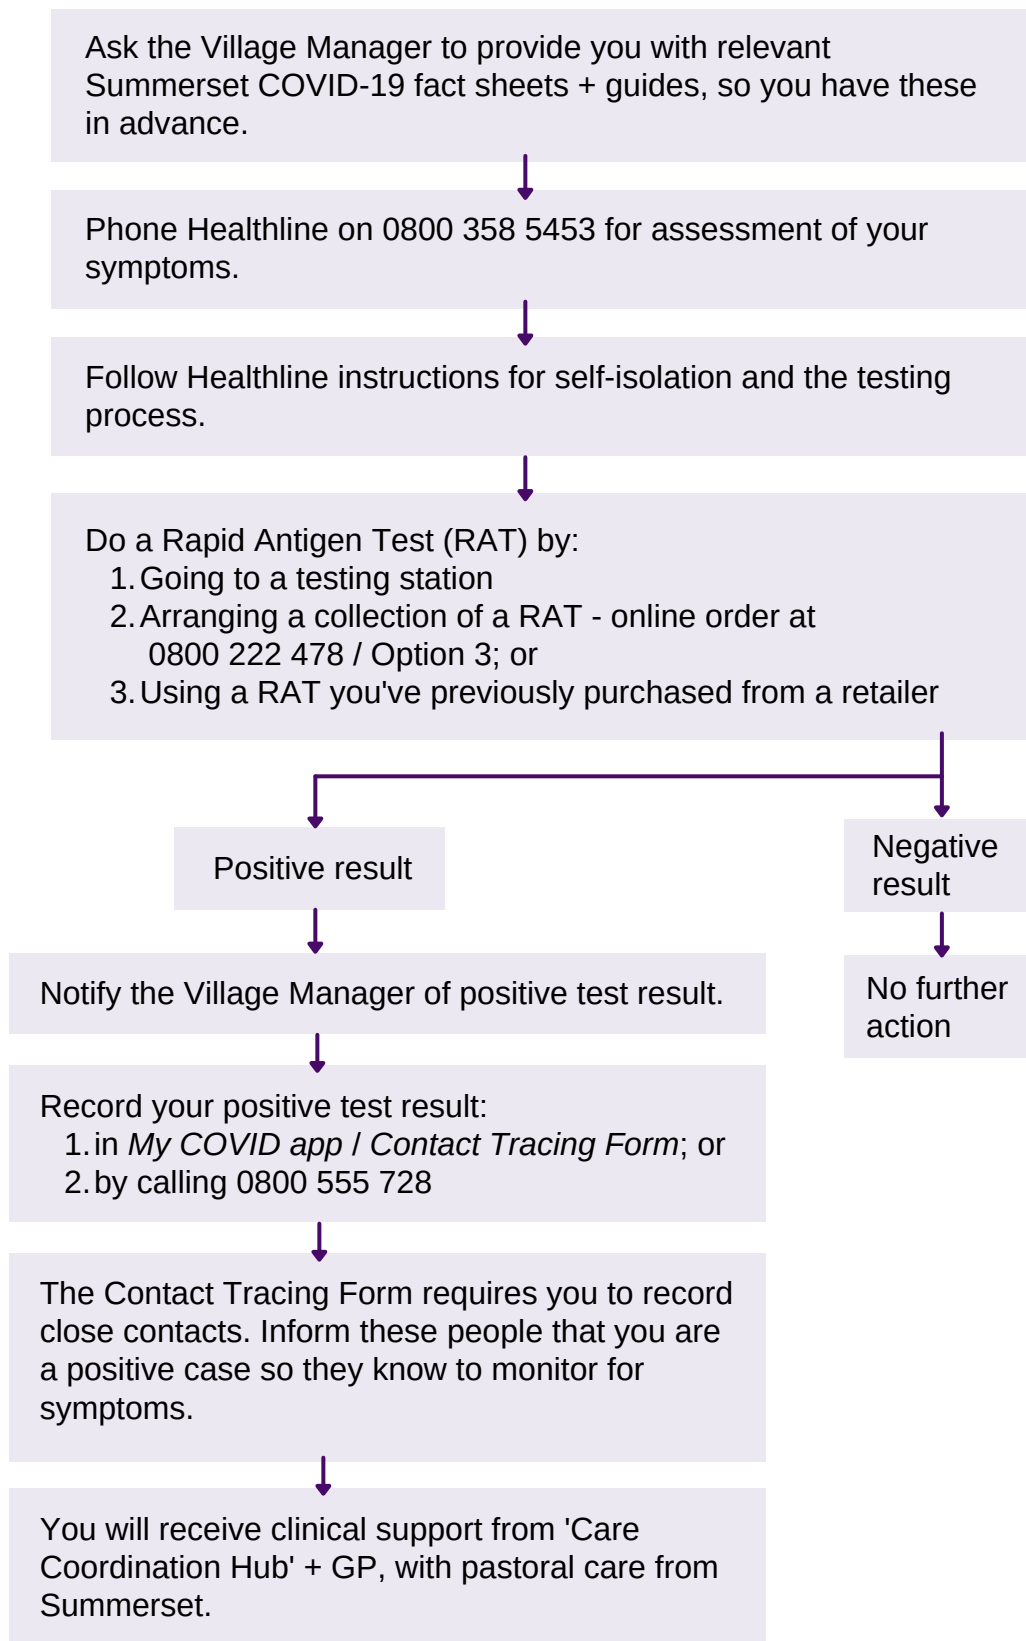 Ask the Village Manager to provide you with relevant
Summerset COVID-19 fact sheets + guides, so you have these
in advance.
Phone Healthline on 0800 358 5453 for assessment of your
symptoms.
Follow Healthline instructions for self-isolation and the testing
process.
Do a Rapid Antigen Test (RAT) by:
1. Going to a testing station
2. Arranging a collection of a RAT - online order at
0800 222 478 / Option 3; or
3. Using a RAT you've previously purchased from a retailer
Positive result
Negative
result
Notify the Village Manager of positive test result.
No further
action
Record your positive test result:
1. in My COVID app / Contact Tracing Form; or
2. by calling 0800 555 728
The Contact Tracing Form requires you to record
close contacts. Inform these people that you are
a positive case so they know to monitor for
symptoms.
You will receive clinical support from 'Care
Coordination Hub' + GP, with pastoral care from
Summerset.